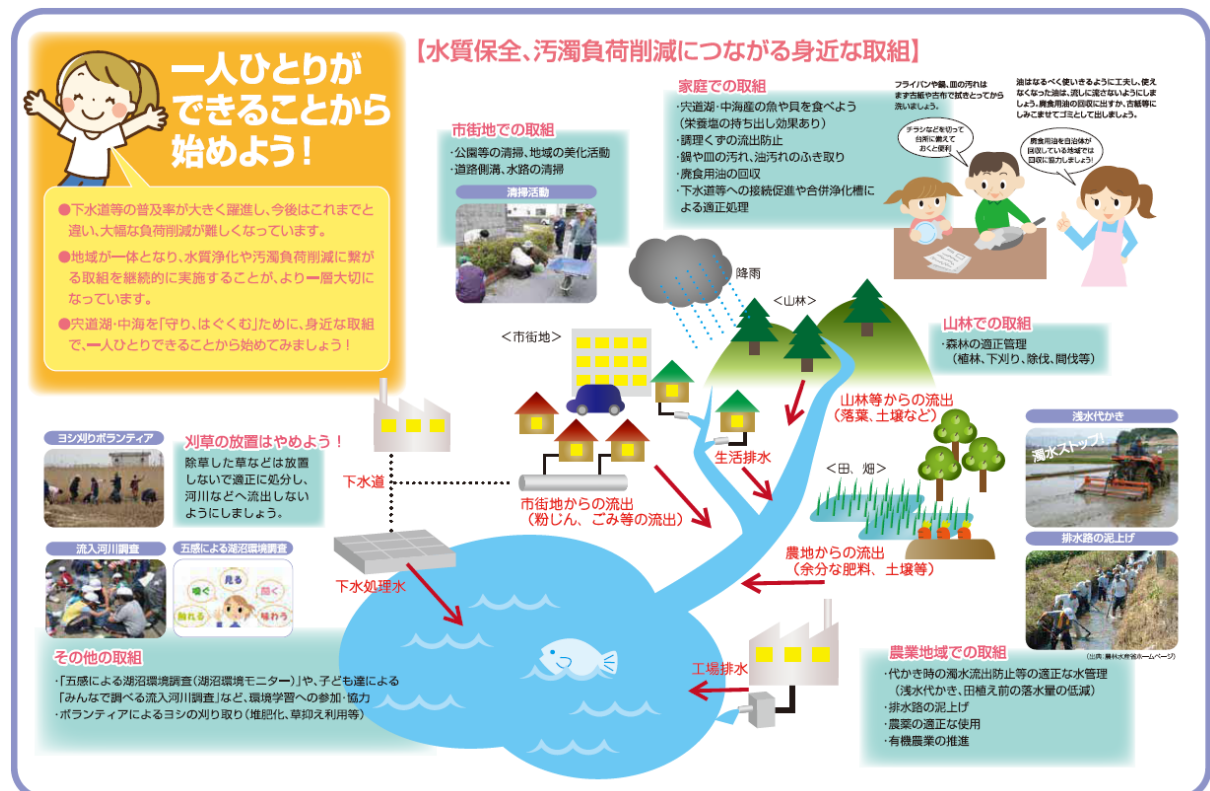 【水質保全、汚濁負荷削減につながる身近な取組】
一人ひとりが
できることから
始めよう!
●下水道等の普及率が大きく躍進し、今後はこれまでと
違い、大幅な負荷削減が難しくなっています。
●地域が一体となり、水質浄化や汚濁負荷削減に繋が
る取組を継続的に実施することが、より一層大切に
なっています。
●宍道湖・中海を「守り、はぐくむ」ために、身近な取組
で、一人ひとりできることから始めてみましょう!
市街地での取組
・公園等の清掃、地域の美化活動
・道路側溝、水路の清掃
清掃活動
家庭での取組
・宍道湖・中海産の魚や貝を食べよう
(栄養塩の持ち出し効果あり)
・調理くずの流出防止
・鍋や皿の汚れ、油汚れのふき取り
・廃食用油の回収
・下水道等への接続促進や合併浄化槽に
よる適正処理
フライパンや鍋、皿の汚れは
まず古紙や古布で拭きとってから
洗いましょう。
油はなるべく使いきるように工夫し、使え
なくなった油は、流しに流さないようにしま
しょう。廃食用油の回収に出すか、古紙等に
しみこませてゴミとして出しましょう。
チラシなどを切って
台所に備えて
おくと便利
廃食用油を自治体が
回収している地域では
回収に協力しましょう!
降雨
<山林>
<市街地>
山林での取組
・森林の適正管理
(植林、下刈り、除伐、間伐等)
山林等からの流出
(落葉、土壌など)
生活排水
<田、畑>
浅水代かき
濁水ストップ!
排水路の泥上げ
(出典:農林水産省ホームページ)
ヨシ刈りボランティア
刈草の放置はやめよう!
除草した草などは放置
しないで適正に処分し、
河川などへ流出しない
ようにしましょう。
下水道
市街地からの流出
(粉じん、ごみ等の流出)
農地からの流出
(余分な肥料、土壌等)
流入河川調査
五感による湖沼環境調査
見る
嗅ぐ
聞く
触れる
味わう
下水処理水
工場排水
その他の取組
・「五感による湖沼環境調査(湖沼環境モニター)」や、子ども達による
「みんなで調べる流入河川調査」など、環境学習への参加・協力
・ボランティアによるヨシの刈り取り(堆肥化、草抑え利用等)
農業地域での取組
・代かき時の濁水流出防止等の適正な水管理
(浅水代かき、田植え前の落水量の低減)
・排水路の泥上げ
・農薬の適正な使用
・有機農業の推進